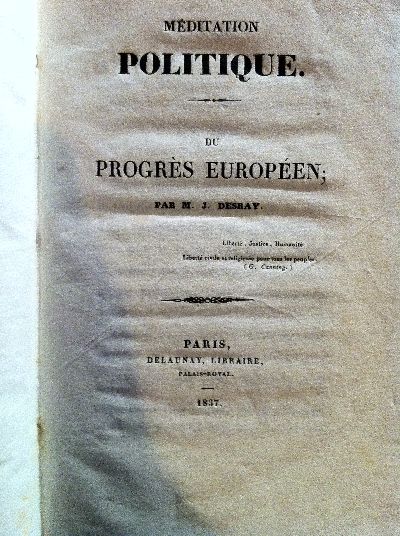 MÉDITATION
POLITIQUE.
DU
PROGRÈS EUROPÉEN;
PAR M. J. DESRAY.
Liberté, Justice, Humanité
Liberté civile et religieuse pour tous les peuples.
(G. Canning.)
PARIS,
DELAUNAY, LIBRAIRE,
PALAIS-ROYAL.
1837.